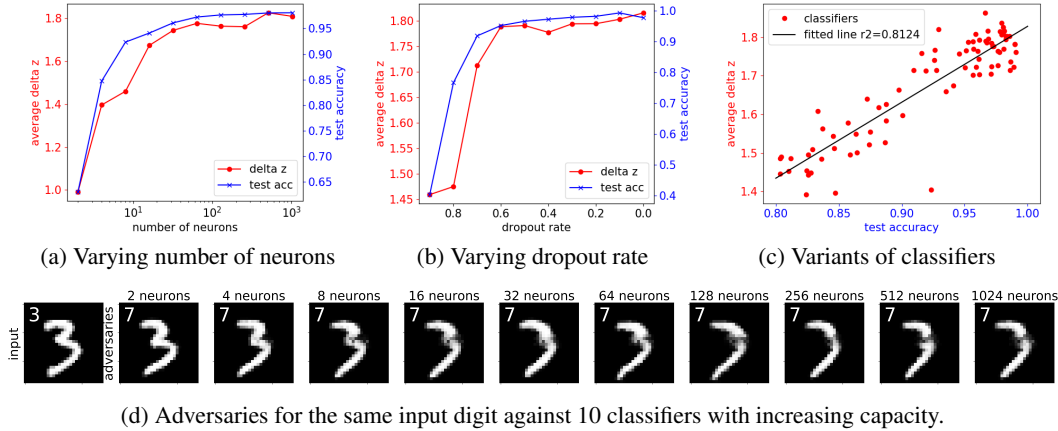 1.8
1.6
1.4
1.2
1.0
average delta z
0.95
0.90
0.85
0.80
0.75
0.70
0.65
test accuracy
delta z
test acc
10¹ 10² 10³
number of neurons
(a) Varying number of neurons
1.80
1.75
1.70
1.65
1.60
1.55
1.50
1.45
average delta z
1.0
0.9
0.8
0.7
0.6
0.5
0.4
test accuracy
delta z
test acc
0.8 0.6 0.4 0.2 0.0
dropout rate
(b) Varying dropout rate
1.8
1.7
1.6
1.5
1.4
average delta z
classifiers
fitted line r2=0.8124
0.80 0.85 0.90 0.95 1.00
test accuracy
(c) Variants of classifiers
2 neurons 4 neurons 8 neurons 16 neurons 32 neurons 64 neurons 128 neurons 256 neurons 512 neurons 1024 neurons
input
3
adversaries
7 7 7 7 7 7 7 7 7 7
(d) Adversaries for the same input digit against 10 classifiers with increasing capacity.